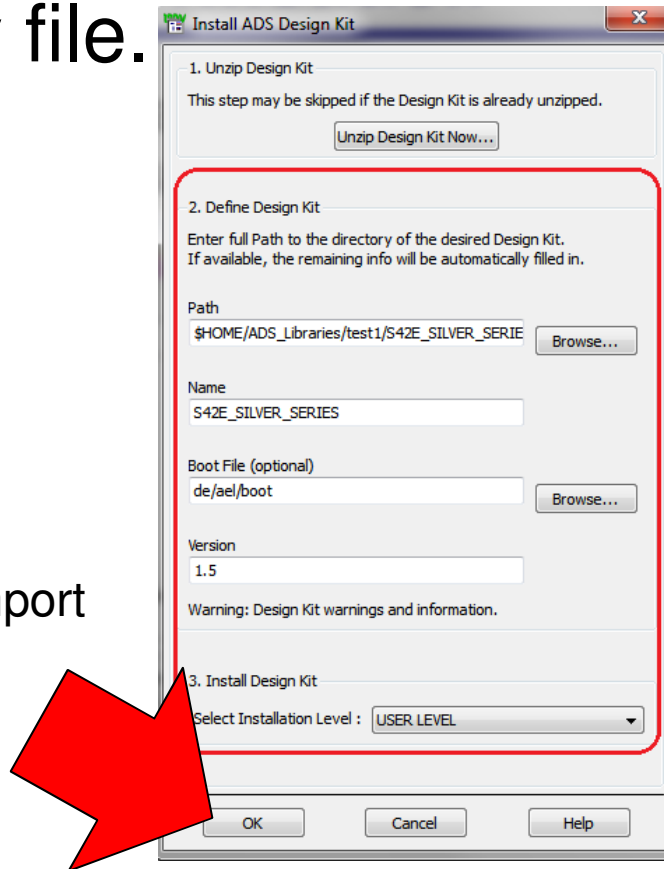 file.
Install ADS Design Kit
1. Unzip Design Kit
This step may be skipped if the Design Kit is already unzipped.
Unzip Design Kit Now...
2. Define Design Kit
Enter full Path to the directory of the desired Design Kit.
If available, the remaining info will be automatically filled in.
Path
$HOME/ADS_Libraries/test1/S42E_SILVER_SERIE
Browse...
Name
S42E_SILVER_SERIES
Boot File (optional)
de/ael/boot
Browse...
Version
1.5
port
Warning: Design Kit warnings and information.
3. Install Design Kit
Select Installation Level : USER LEVEL
OK Cancel Help